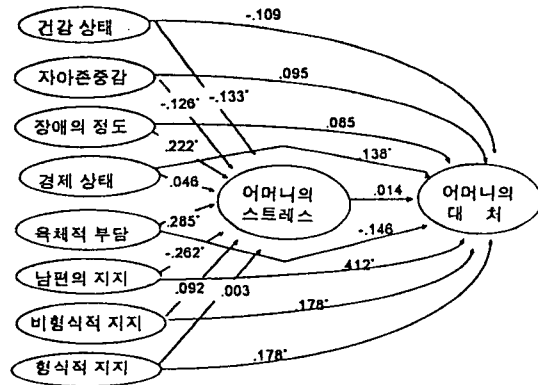 건강 상태
-.109
자아존중감
.095
-.126*
-.133*
장애의 정도
.085
.222*
.138*
경제 상태
.046
어머니의
스트레스
.014
어머니의
대 처
.285*
육체적 부담
-.146
-.262*
남편의 지지
.412*
.092
.003
비형식적 지지
.178*
.178*
형식적 지지